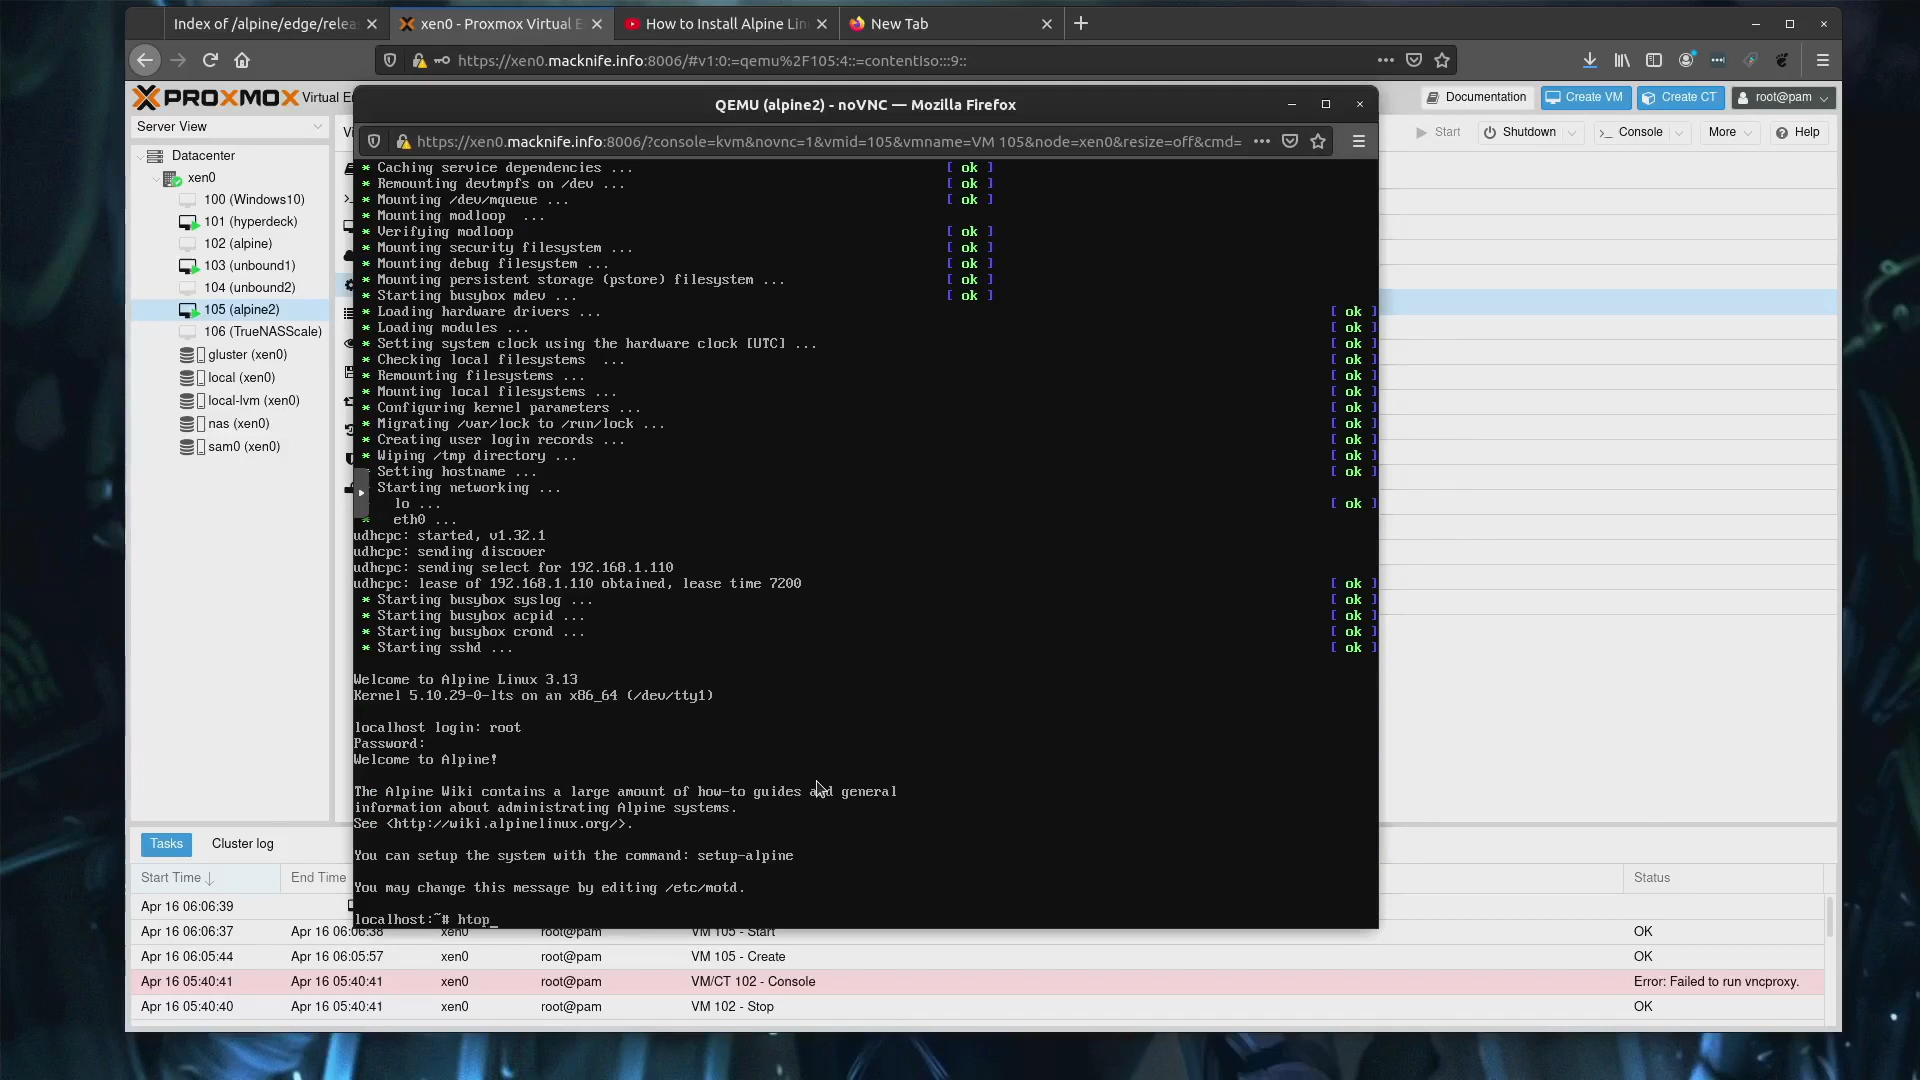 Index of /alpine/edge/relea
xen0 - Proxmox Virtual E
How to Install Alpine Lin
New Tab
https://xen0.macknife.info:8006/#v1:0:=qemu%2F105:4::=contentIso:::9::
PROXMOX Virtual En
Documentation
Create VM
Create CT
root@pam
Server View
Start
Shutdown
Console
More
Help
Datacenter
xen0
100 (Windows10)
101 (hyperdeck)
102 (alpine)
103 (unbound1)
104 (unbound2)
105 (alpine2)
106 (TrueNASScale)
gluster (xen0)
local (xen0)
local-lvm (xen0)
nas (xen0)
sam0 (xen0)
QEMU (alpine2) - noVNC — Mozilla Firefox
https://xen0.macknife.info:8006/?console=kvm&novnc=1&vmid=105&vmname=VM 105&node=xen0&resize=off&cmd=
* Caching service dependencies ... [ ok ]
* Remounting devtmpfs on /dev ... [ ok ]
* Mounting /dev/mqueue ... [ ok ]
* Mounting modloop  ...
* Verifying modloop [ ok ]
* Mounting security filesystem ... [ ok ]
* Mounting debug filesystem ... [ ok ]
* Mounting persistent storage (pstore) filesystem ... [ ok ]
* Starting busybox mdev ... [ ok ]
* Loading hardware drivers ... [ ok ]
* Loading modules ... [ ok ]
* Setting system clock using the hardware clock [UTC] ... [ ok ]
* Checking local filesystems  ... [ ok ]
* Remounting filesystems ... [ ok ]
* Mounting local filesystems ... [ ok ]
* Configuring kernel parameters ... [ ok ]
* Migrating /var/lock to /run/lock ... [ ok ]
* Creating user login records ... [ ok ]
* Wiping /tmp directory ... [ ok ]
Setting hostname ... [ ok ]
Starting networking ...
lo ... [ ok ]
* eth0 ...
udhcpc: started, v1.32.1
udhcpc: sending discover
udhcpc: sending select for 192.168.1.110
udhcpc: lease of 192.168.1.110 obtained, lease time 7200 [ ok ]
* Starting busybox syslog ... [ ok ]
* Starting busybox acpid ... [ ok ]
* Starting busybox crond ... [ ok ]
* Starting sshd ... [ ok ]
Welcome to Alpine Linux 3.13
Kernel 5.10.29-0-lts on an x86_64 (/dev/tty1)
localhost login: root
Password:
Welcome to Alpine!
The Alpine Wiki contains a large amount of how-to guides and general
information about administrating Alpine systems.
See <http://wiki.alpinelinux.org/>.
You can setup the system with the command: setup-alpine
You may change this message by editing /etc/motd.
localhost:~# htop_
Tasks
Cluster log
Start Time
End Time
Status
Apr 16 06:06:39
Apr 16 06:06:37 Apr 16 06:06:38 xen0 root@pam VM 105 - Start OK
Apr 16 06:05:44 Apr 16 06:05:57 xen0 root@pam VM 105 - Create OK
Apr 16 05:40:41 Apr 16 05:40:41 xen0 root@pam VM/CT 102 - Console Error: Failed to run vncproxy.
Apr 16 05:40:40 Apr 16 05:40:41 xen0 root@pam VM 102 - Stop OK